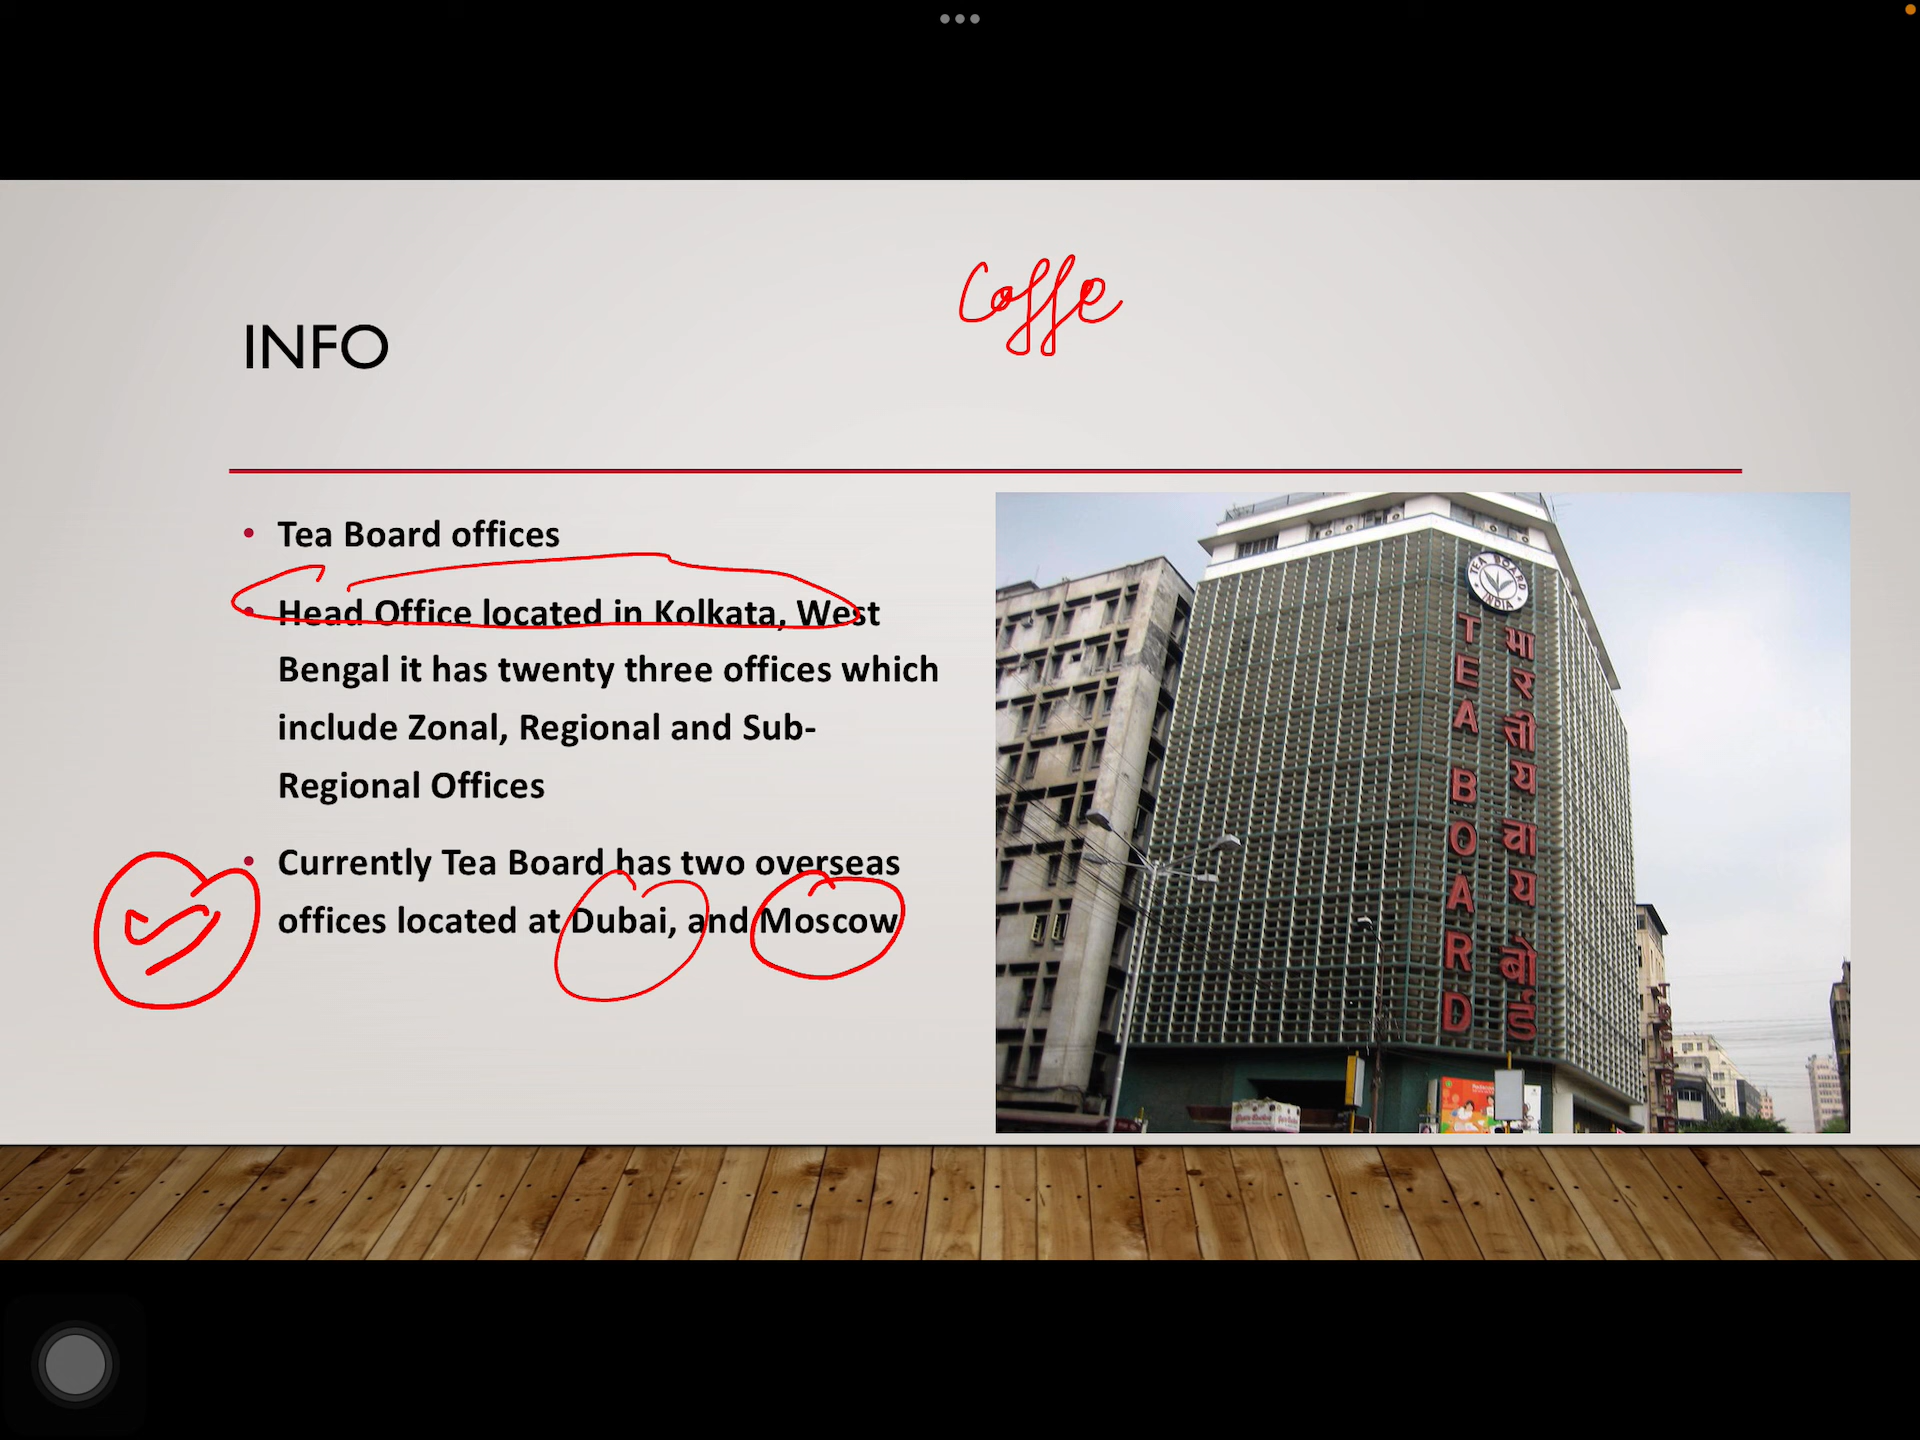 Coffe
INFO
• Tea Board offices
• Head Office located in Kolkata, West
Bengal it has twenty three offices which
include Zonal, Regional and Sub-
Regional Offices
• Currently Tea Board has two overseas
offices located at Dubai, and Moscow
TEA BOARD
INDIA
TEA BOARD
भारतीय चाय बोर्ड